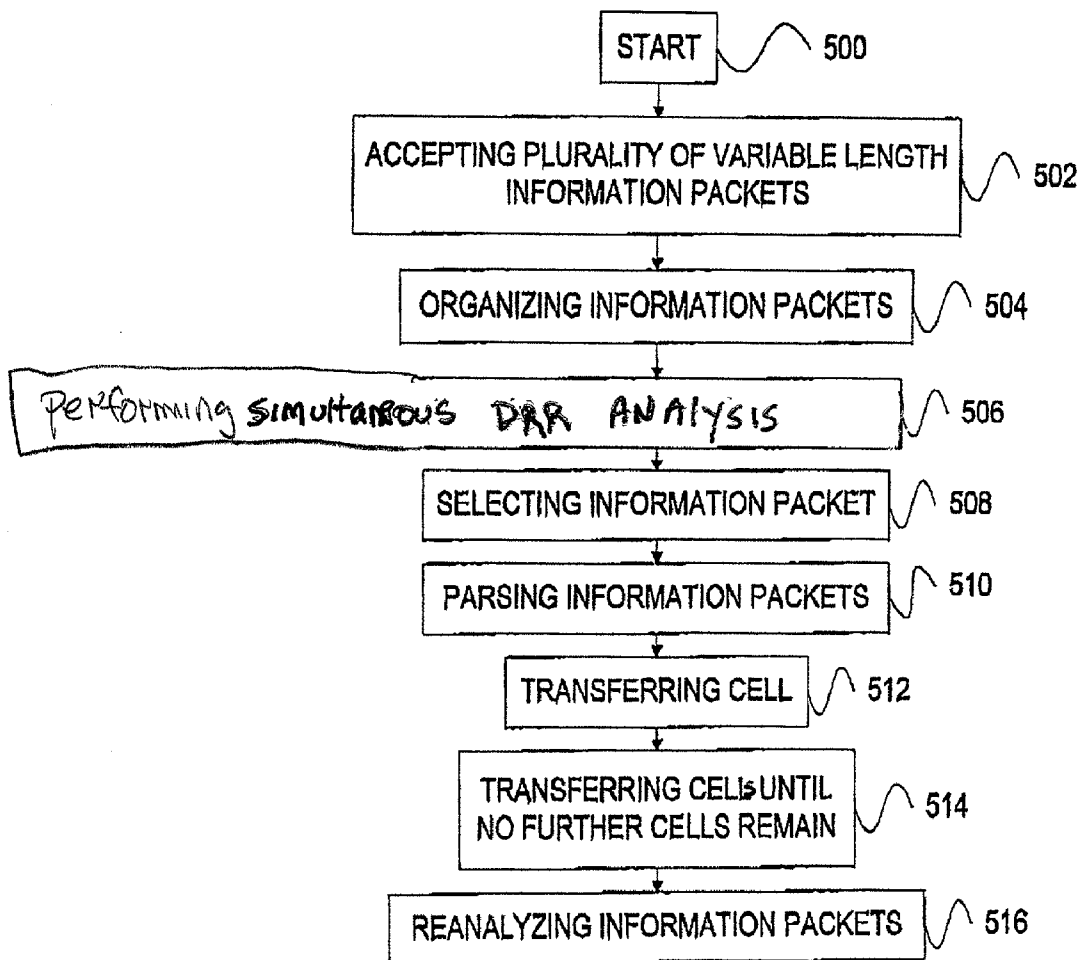 START 500
ACCEPTING PLURALITY OF VARIABLE LENGTH
INFORMATION PACKETS 502
ORGANIZING INFORMATION PACKETS 504
performing simultaneous DRR ANALYSIS 506
SELECTING INFORMATION PACKET 508
PARSING INFORMATION PACKETS 510
TRANSFERRING CELL 512
TRANSFERRING CELLs UNTIL
NO FURTHER CELLS REMAIN 514
REANALYZING INFORMATION PACKETS 516